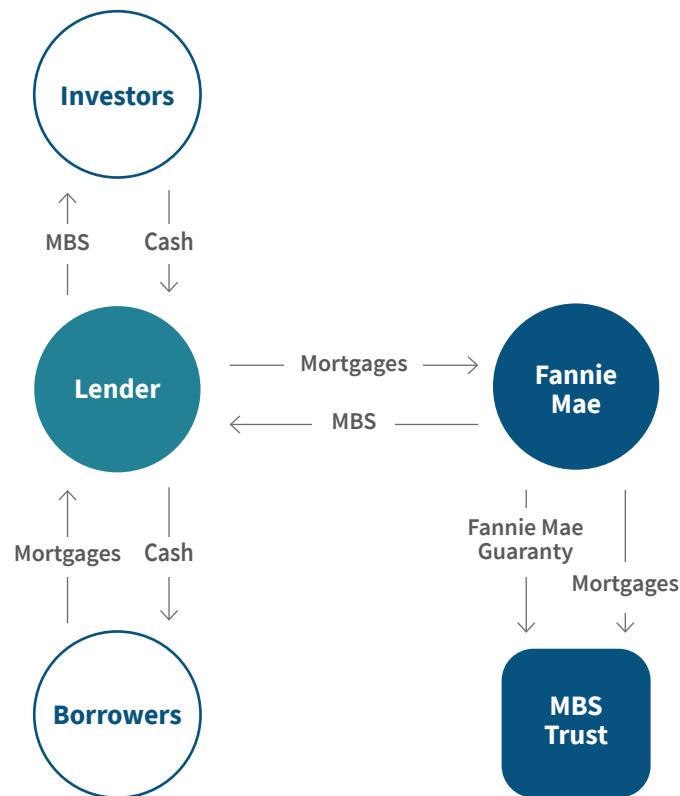 Investors
MBS
Cash
Lender
Mortgages
Fannie
Mae
MBS
Mortgages
Cash
Fannie Mae
Guaranty
Mortgages
Borrowers
MBS
Trust